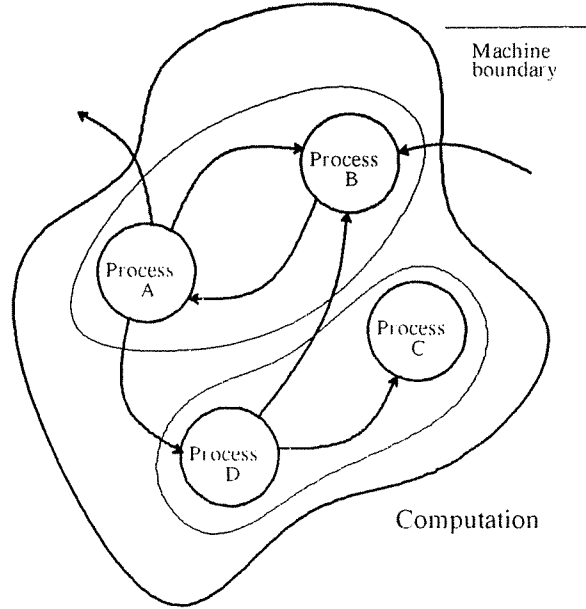 Machine
boundary
Process
B
Process
A
Process
C
Process
D
Computation